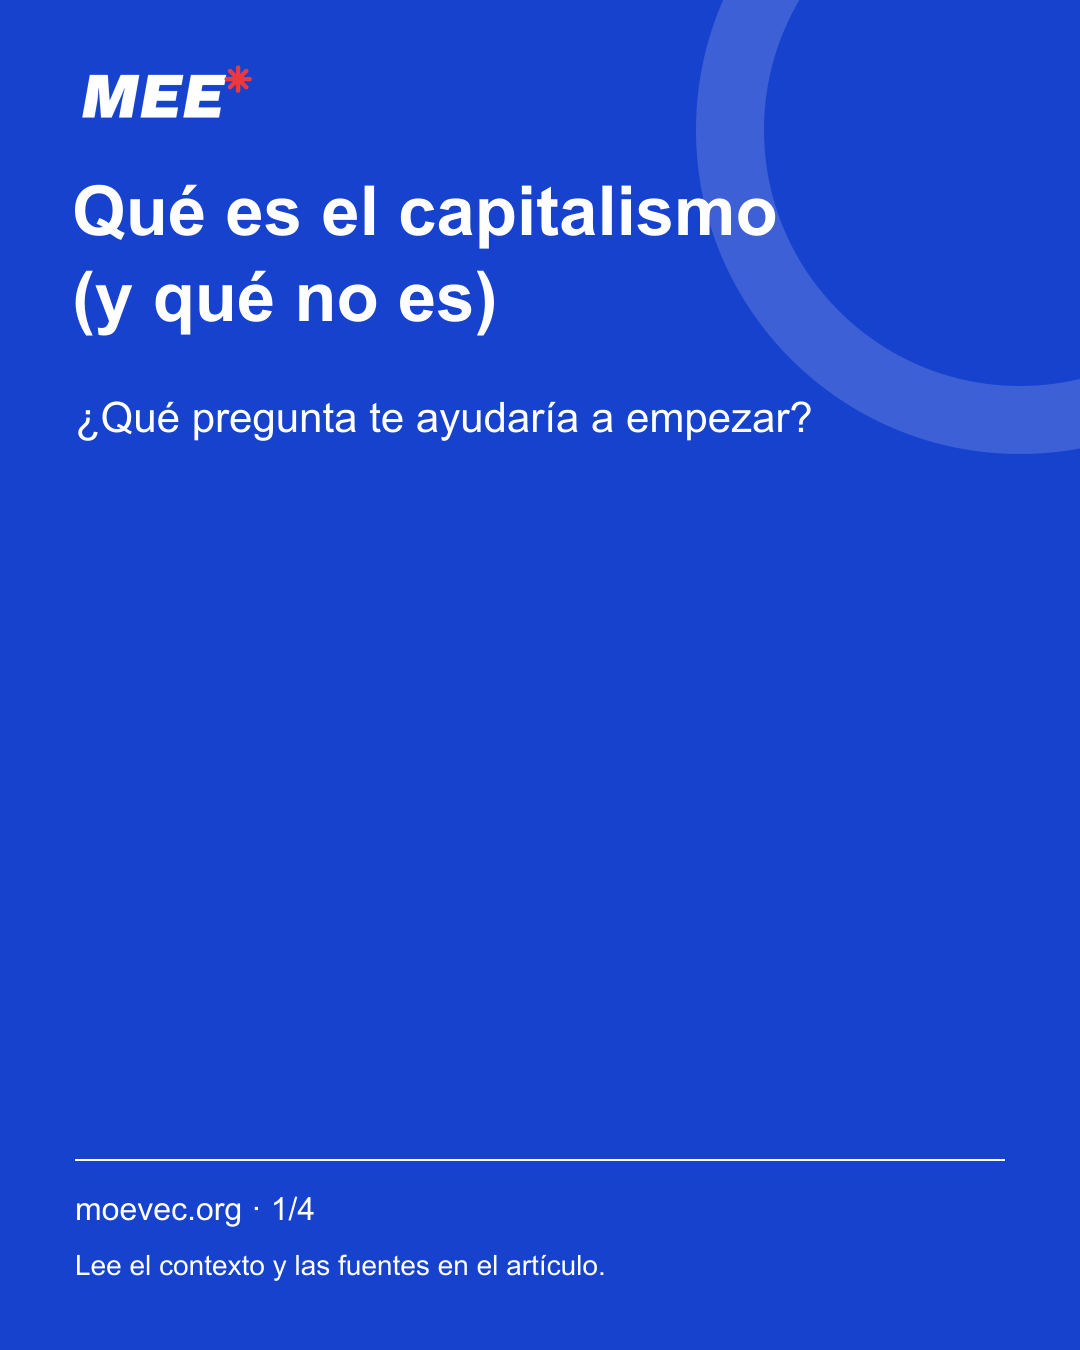 MEE*
Qué es el capitalismo
(y qué no es)
¿Qué pregunta te ayudaría a empezar?
moevec.org · 1/4
Lee el contexto y las fuentes en el artículo.